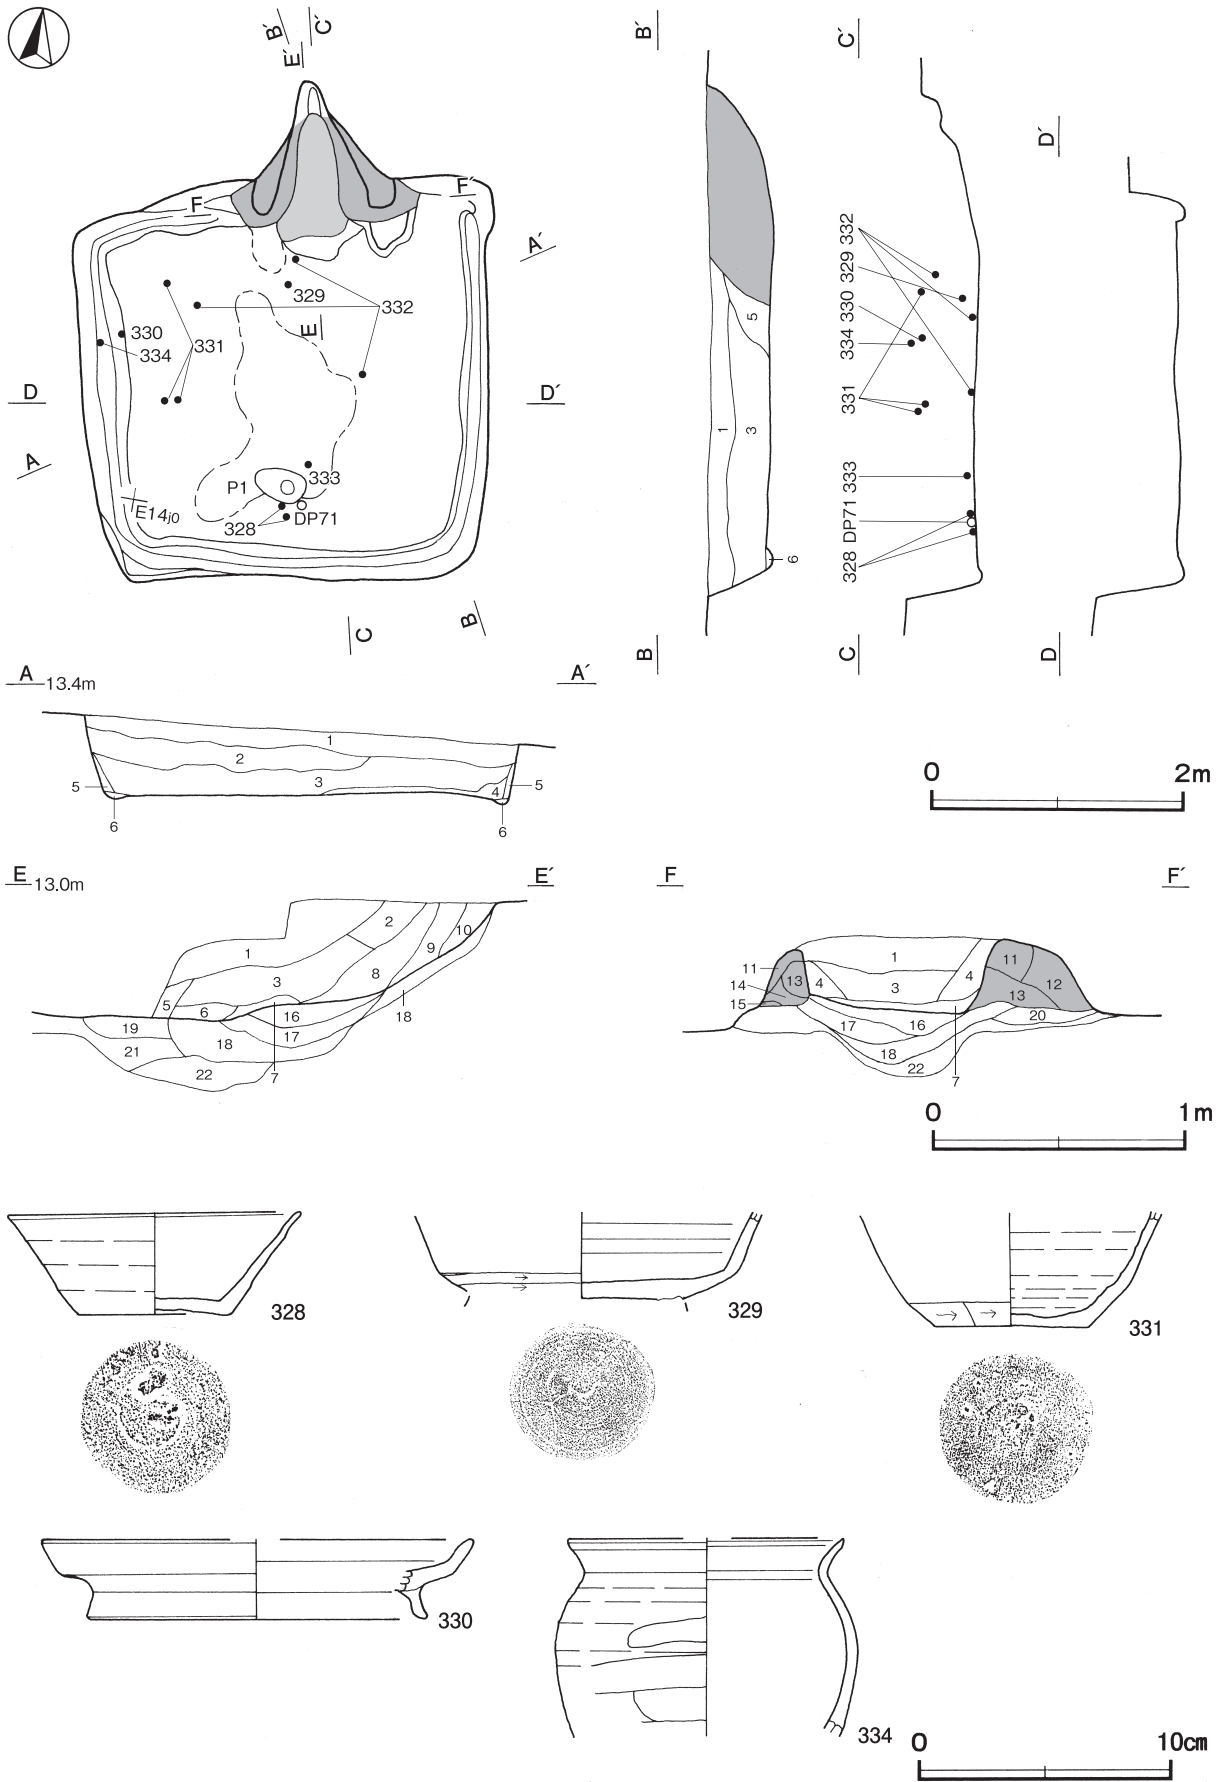 B´ C´
E´
F F´
A´
329
332
330
E
334 331
D D´
A
333
P1
E14j0
328 DP71
C B
B´ C´ D´
5
1 3
6
332
329
330
334
331
333
DP71
328
B C D
A 13.4m A´
1
2
3
5 4 5
6 6
0 2m
E 13.0m E´
1 2 3 5 6 8 9 10
16 17 18 18 19 21 22 7
F F´
1 3 4 4 11 11 12 13 13 14 15
16 17 18 20 22 7
0 1m
328 329 331
330 334
0 10cm